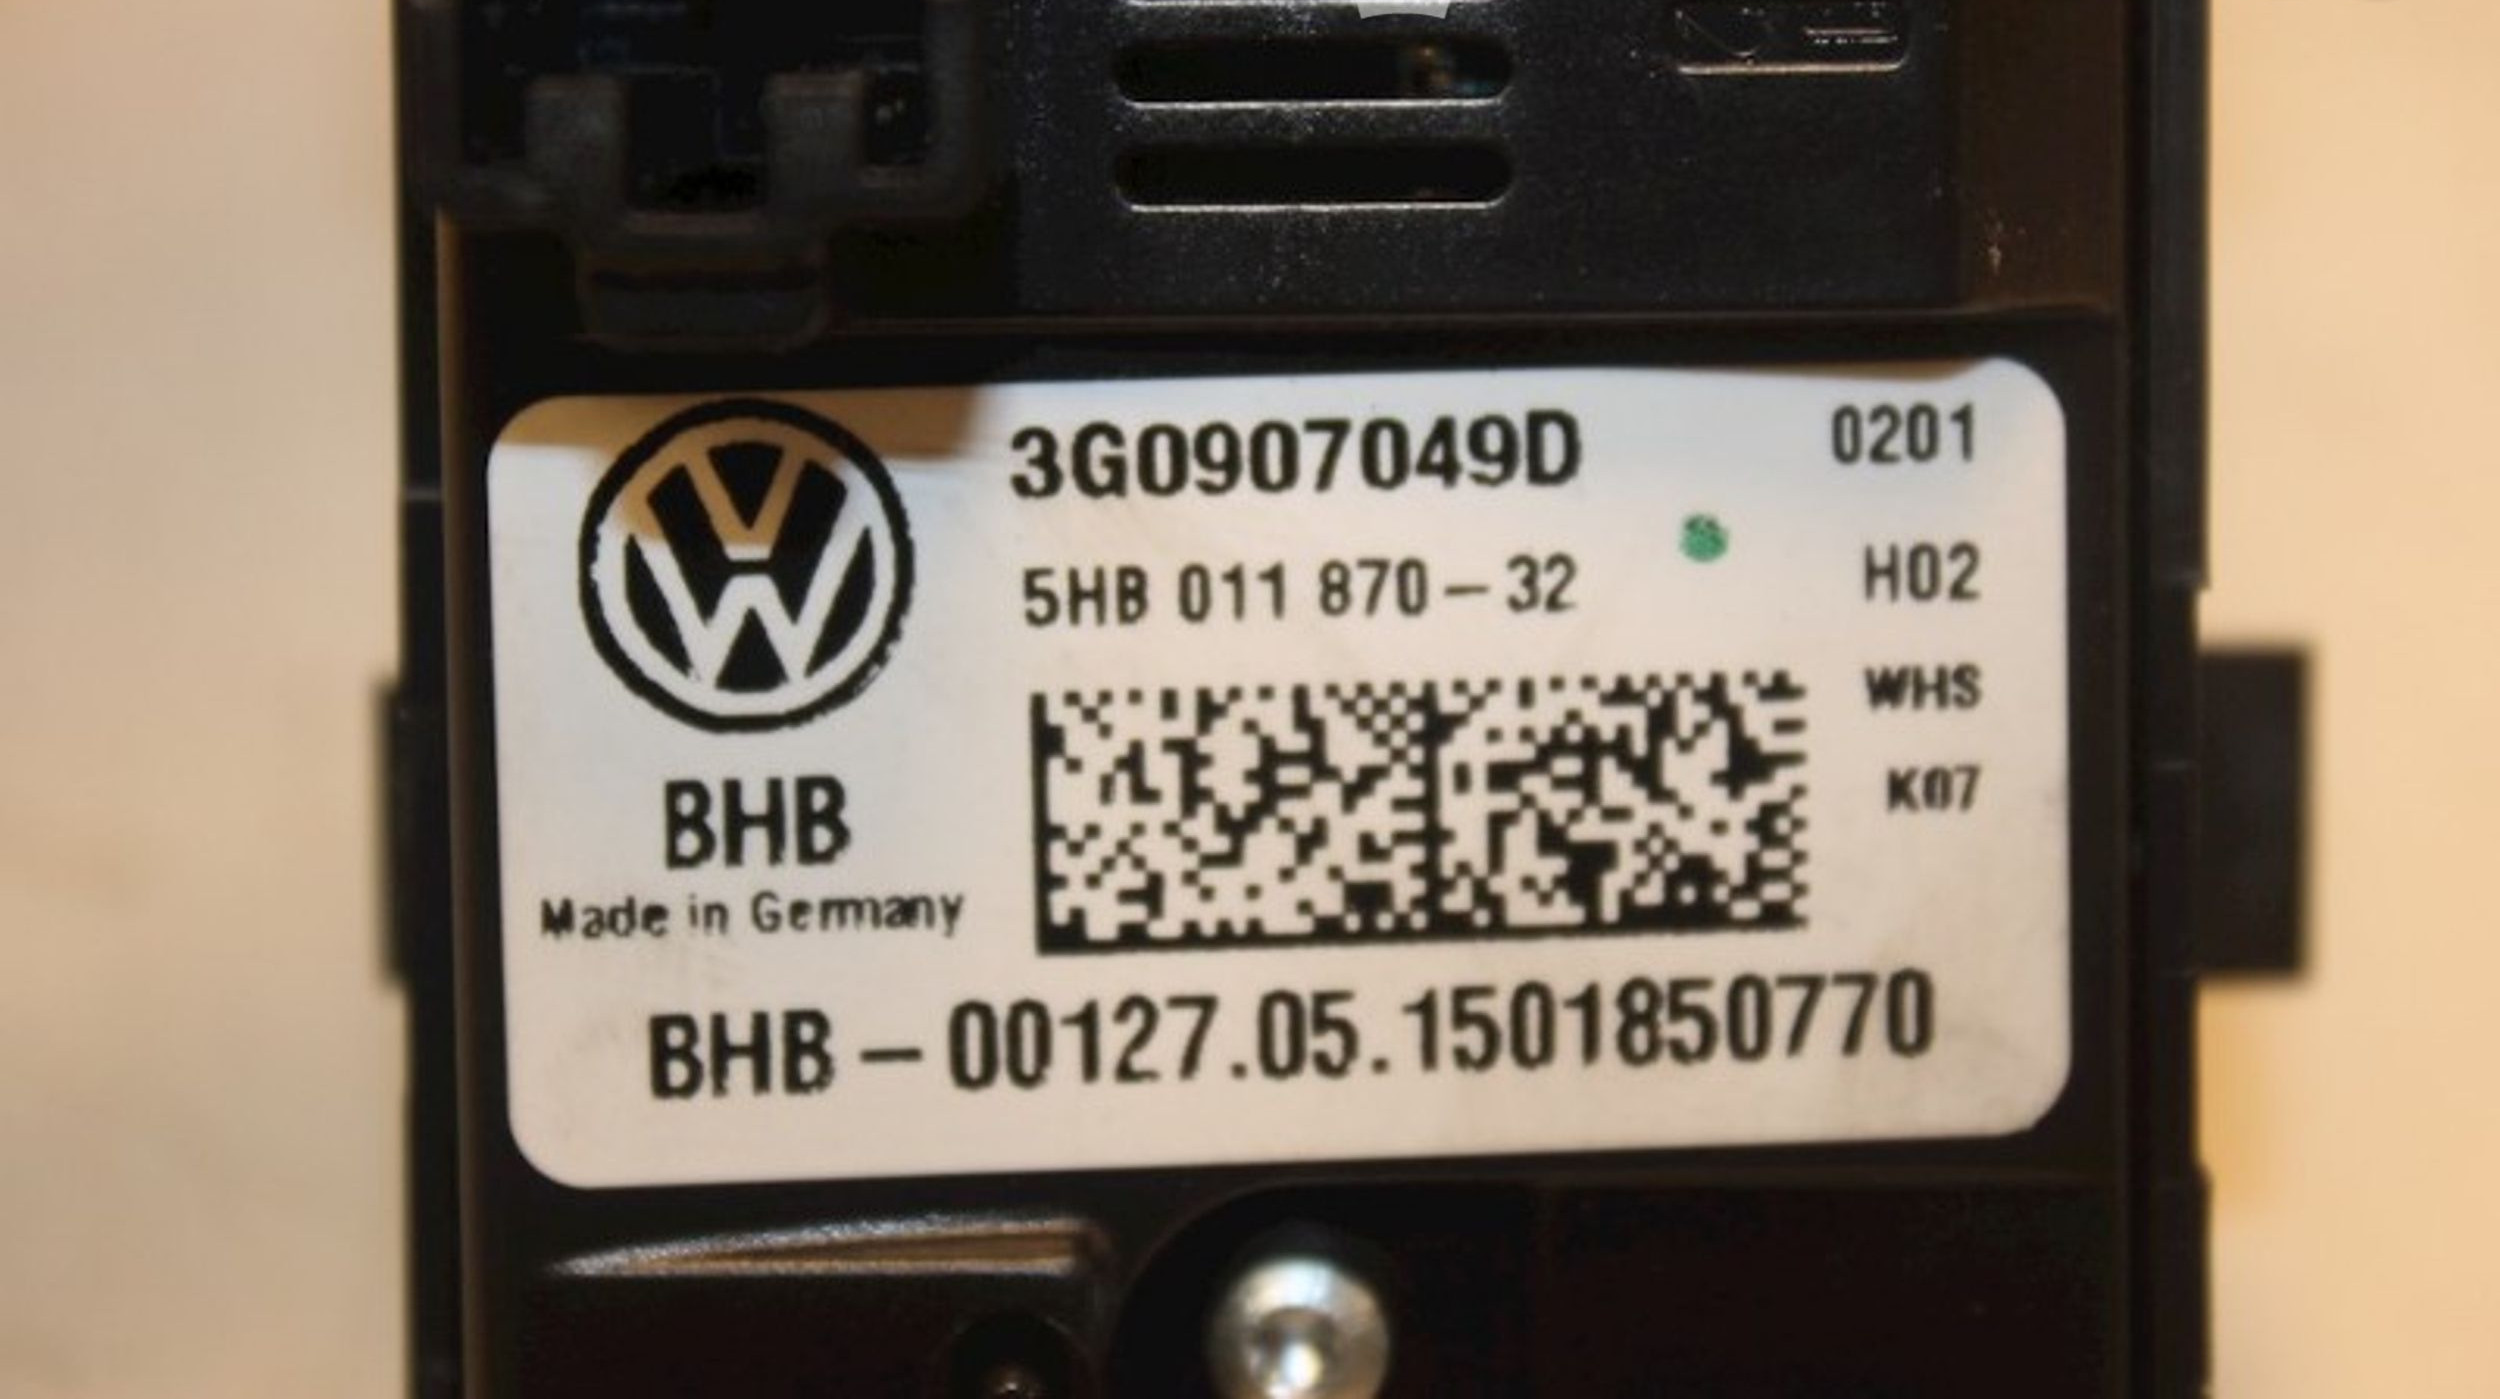 3G0907049D 0201
5HB 011 870-32 H02
WHS
K07
BHB
Made in Germany
BHB-00127.05.1501850770